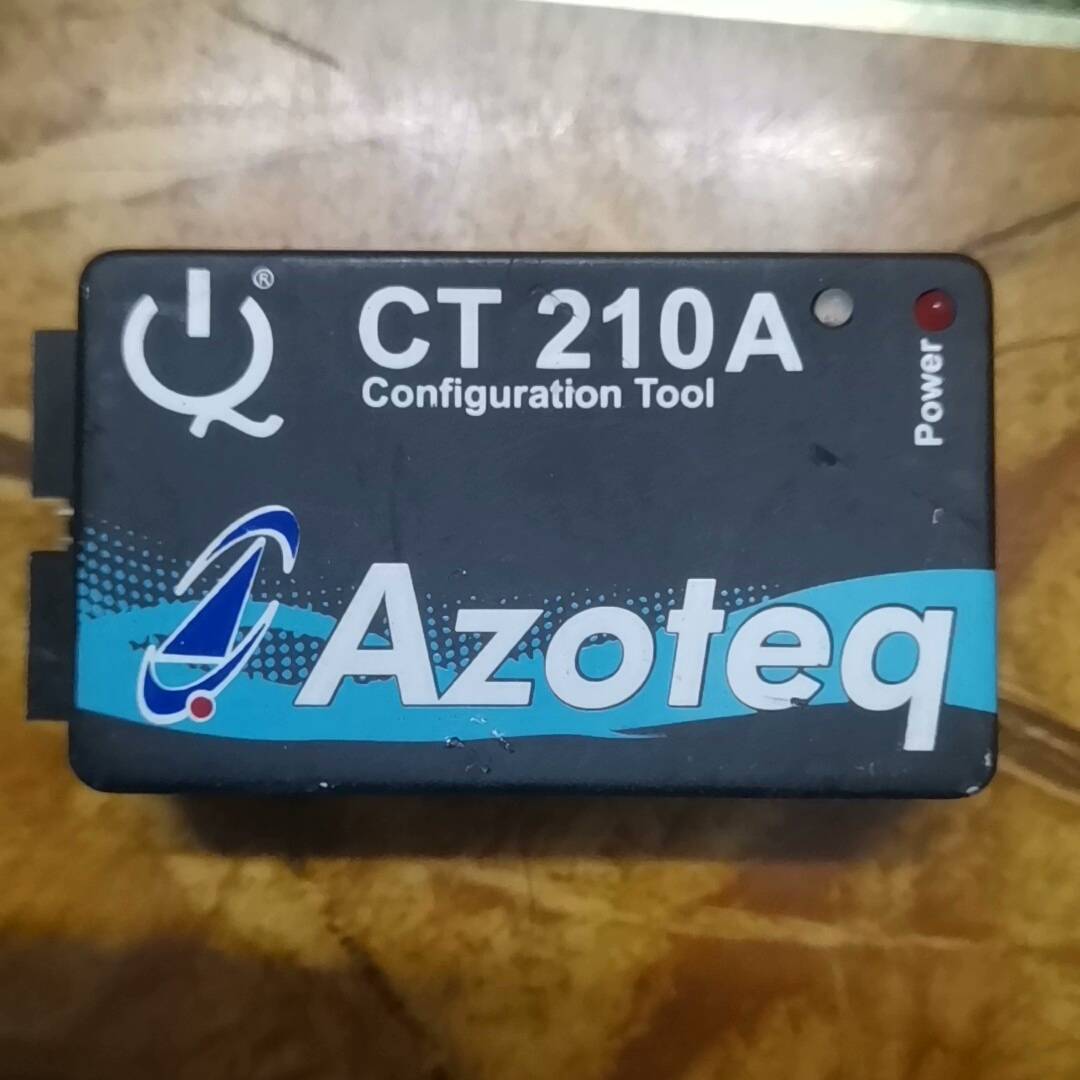 ®
CT 210A
Configuration Tool
Power
Azoteq